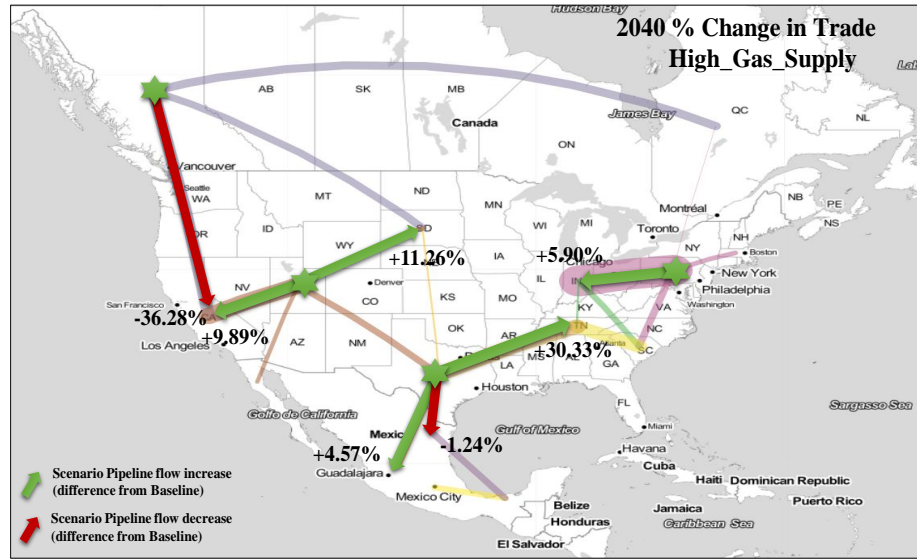 Hudson Bay
2040 % Change in Trade
High_Gas_Supply
AB
SK
MB
James Bay
QC
NL
Canada
ON
Vancouver
Seattle
WA
MT
ND
MN
Montréal
PE
NB
NS
OR
ID
SD
WI
MI
Toronto
NY
NH
Boston
WY
+11.26%
IA
+5.90%
Chicago
New York
NV
NE
IL
IN
Philadelphia
San Francisco
Denver
Washington
CA
CO
KS
MO
KY
VA
-36.28%
+9.89%
Los Angeles
AZ
NM
OK
AR
TN
NC
Atlanta
SC
+30.33%
MS
AL
GA
LA
Houston
FL
Golfo de California
Mexico
Gulf of Mexico
Miami
Sargasso Sea
+4.57%
-1.24%
Havana
Guadalajara
Cuba
Mexico City
Haiti
Dominican Republic
Belize
Jamaica
Puerto Rico
Honduras
Caribbean Sea
El Salvador
Scenario Pipeline flow increase
(difference from Baseline)
Scenario Pipeline flow decrease
(difference from Baseline)